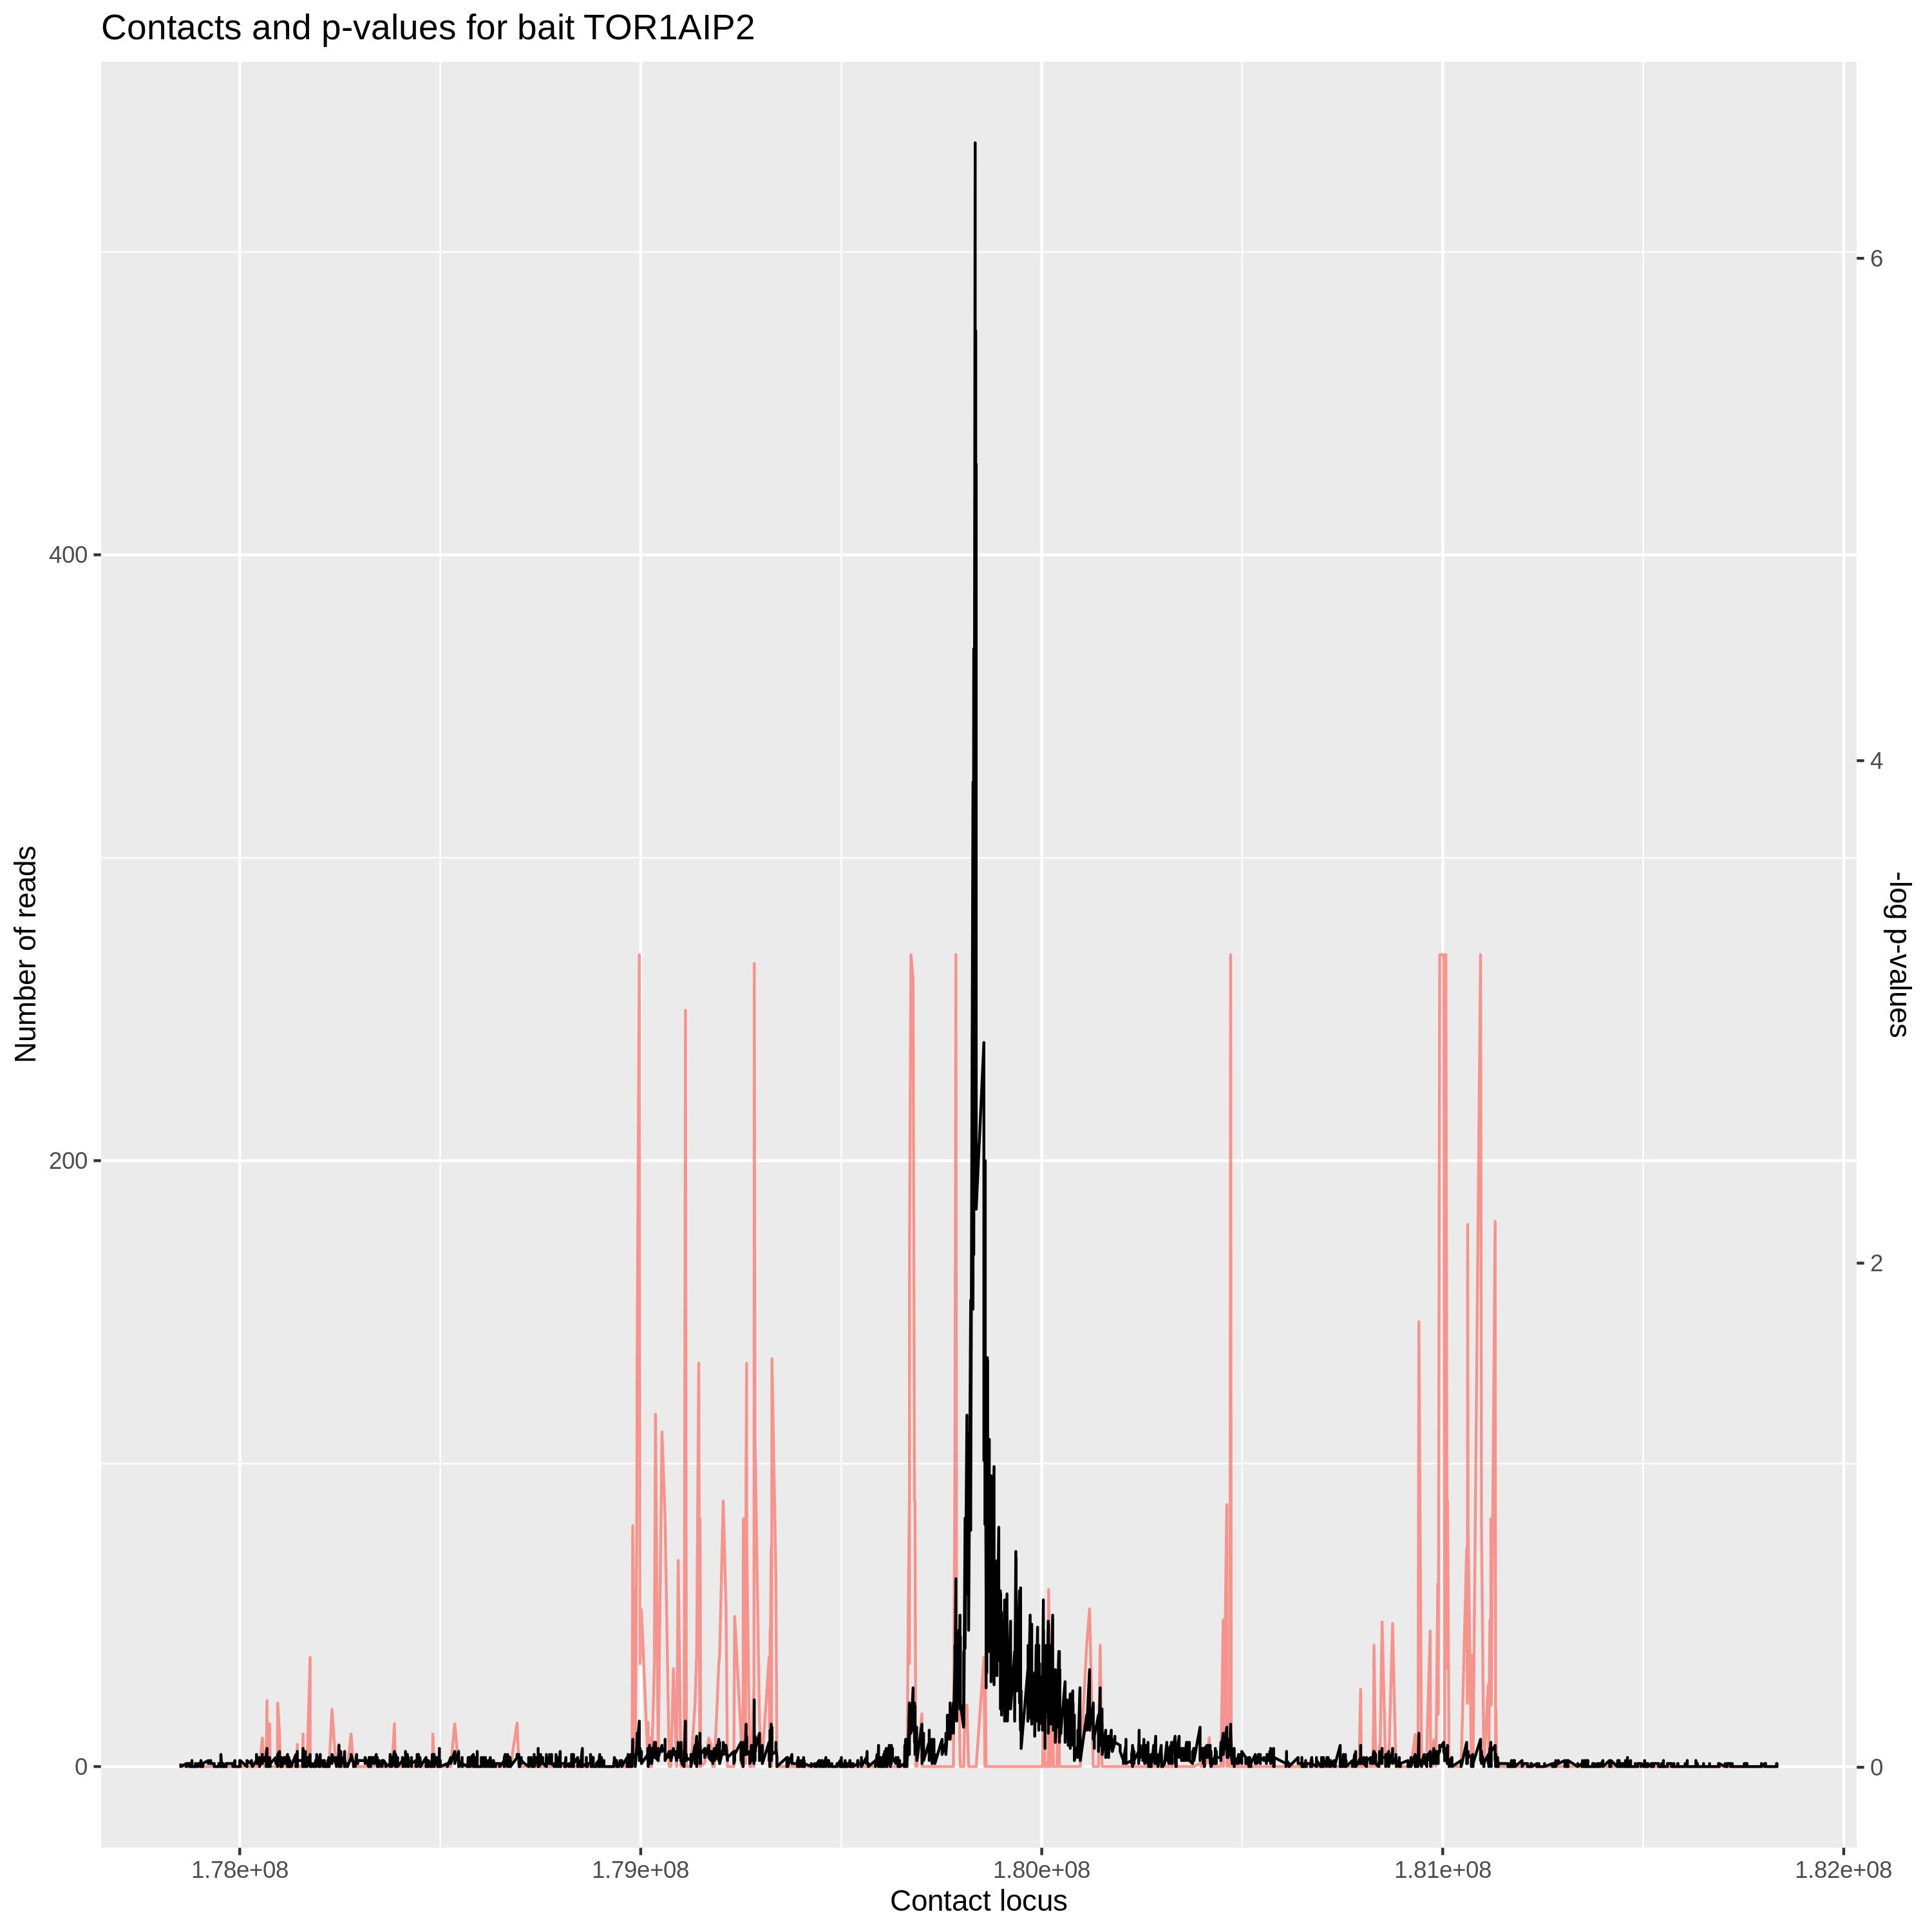 Contacts and p-values for bait TOR1AIP2
Number of reads
400
200
0
6
4
2
0
-log p-values
1.78e+08
1.79e+08
1.80e+08
1.81e+08
1.82e+08
Contact locus